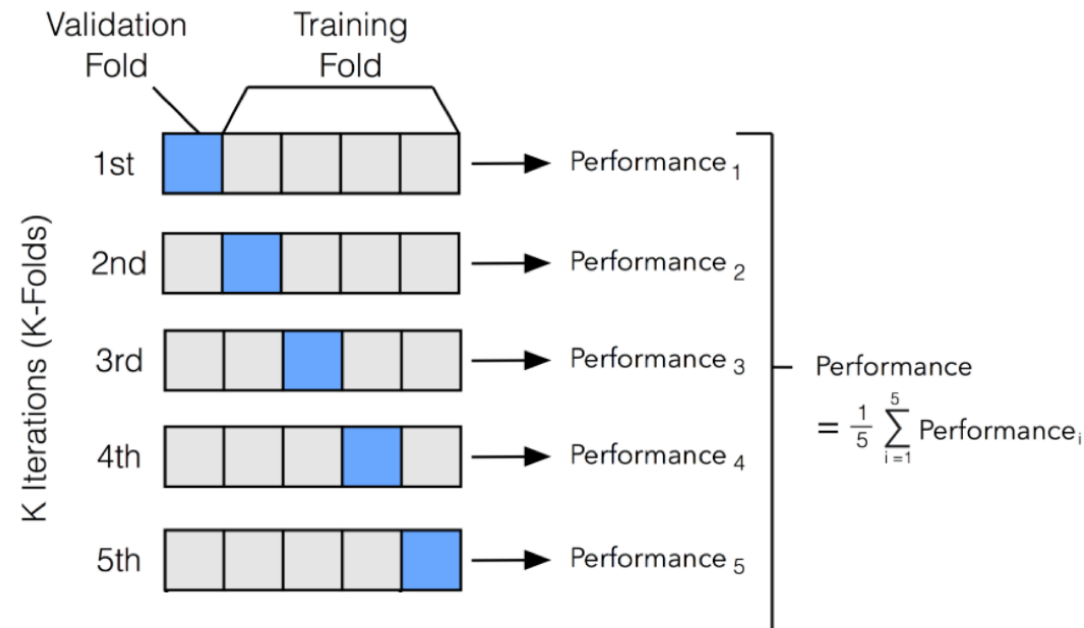 Validation
Fold
Training
Fold
K Iterations (K-Folds)
1st
Performance 1
2nd
Performance 2
3rd
Performance 3
4th
Performance 4
5th
Performance 5
Performance
= 1/5 5∑i=1 Performance i